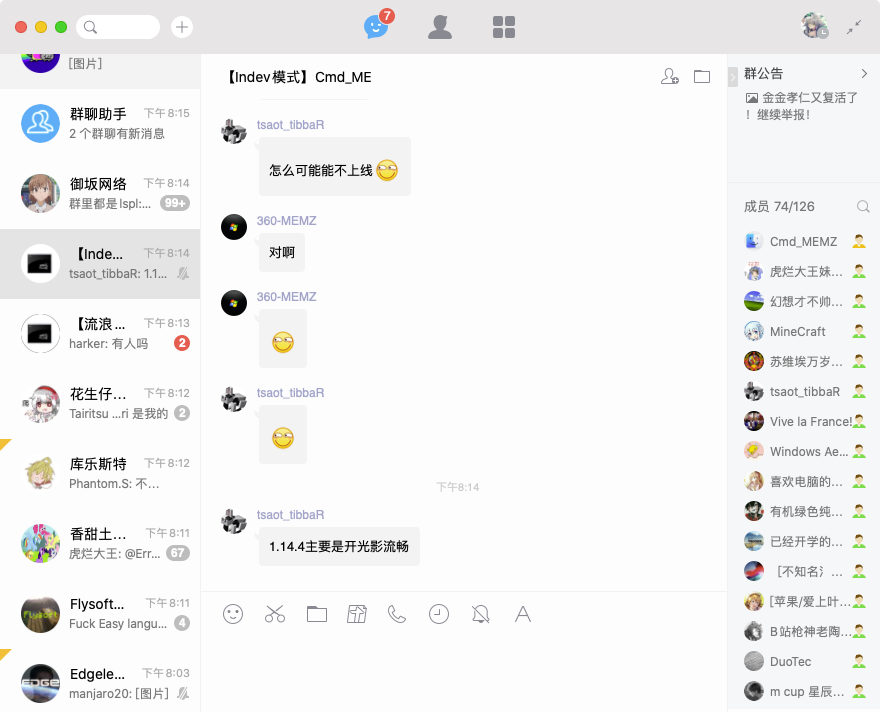 7
[图片]
群聊助手
下午8:15
2 个群聊有新消息
御坂网络
下午8:14
群里都是lspl:...
99+
【Inde...
下午8:14
tsaot_tibbaR: 1.1...
【流浪...
下午8:13
harker: 有人吗
2
花生仔...
下午8:12
Tairitsu ...ri 是我的
2
库乐斯特
下午8:12
Phantom.S: 不...
香甜土...
下午8:11
虎烂大王: @Err...
67
Flysoft...
下午8:11
Fuck Easy langu...
4
Edgele...
下午8:03
manjaro20: [图片]
【Indev模式】Cmd_ME
tsaot_tibbaR
怎么可能能不上线
360-MEMZ
对啊
360-MEMZ
tsaot_tibbaR
下午8:14
tsaot_tibbaR
1.14.4主要是开光影流畅
群公告
金金孝仁又复活了
！继续举报！
成员 74/126
Cmd_MEMZ
虎烂大王妹...
幻想才不帅...
MineCraft
苏维埃万岁...
tsaot_tibbaR
Vive la France!
Windows Ae...
喜欢电脑的...
有机绿色纯...
已经开学的...
［不知名氵...
[苹果/爱上叶...
B站枪神老陶...
DuoTec
m cup 星辰...